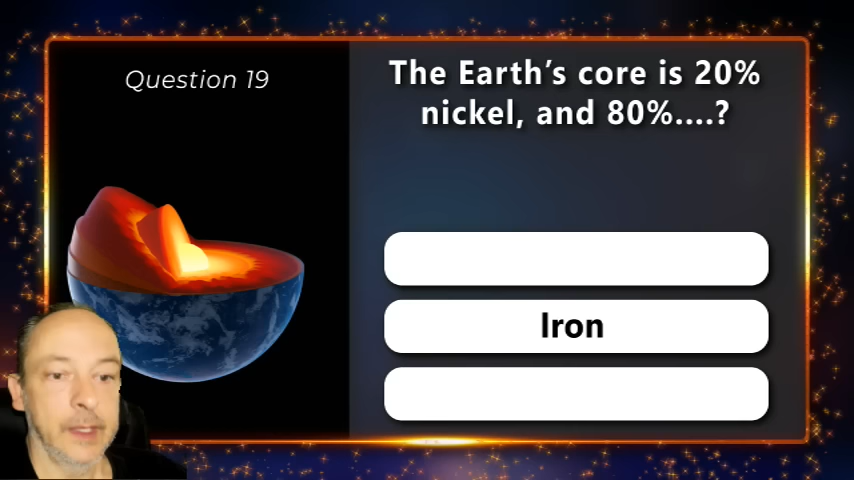 Question 19
The Earth's core is 20%
nickel, and 80%....?
Iron